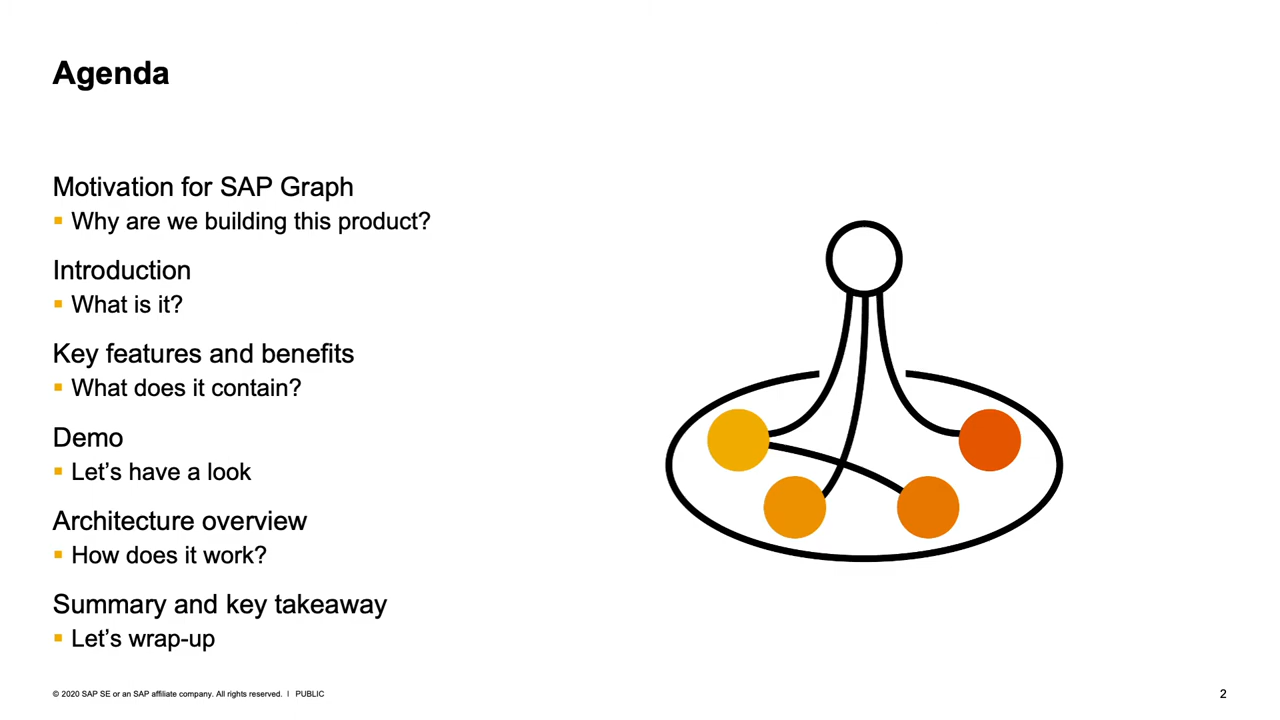 Agenda
Motivation for SAP Graph
▪ Why are we building this product?
Introduction
▪ What is it?
Key features and benefits
▪ What does it contain?
Demo
▪ Let’s have a look
Architecture overview
▪ How does it work?
Summary and key takeaway
▪ Let’s wrap-up
© 2020 SAP SE or an SAP affiliate company. All rights reserved. | PUBLIC
2